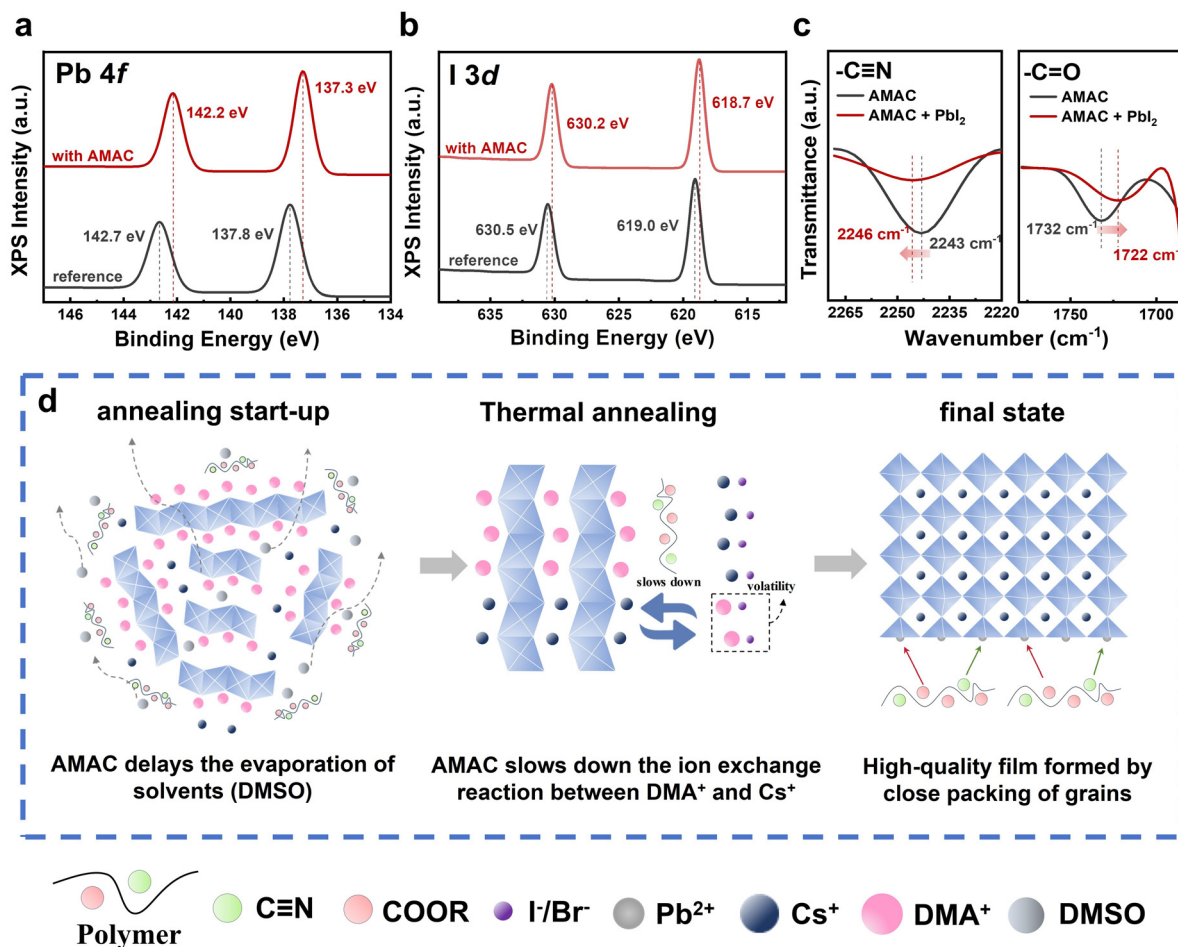 a
Pb 4f
XPS Intensity (a.u.)
142.2 eV
137.3 eV
with AMAC
142.7 eV
137.8 eV
reference
146 144 142 140 138 136 134
Binding Energy (eV)
b
I 3d
XPS Intensity (a.u.)
630.2 eV
618.7 eV
with AMAC
630.5 eV
619.0 eV
reference
635 630 625 620 615
Binding Energy (eV)
c
Transmittance (a.u.)
-C≡N
AMAC
AMAC + PbI₂
2246 cm⁻¹
2243 cm⁻¹
2265 2250 2235 2220
-C=O
AMAC
AMAC + PbI₂
1732 cm⁻¹
1722 cm⁻¹
1750 1700
Wavenumber (cm⁻¹)
d
annealing start-up
Thermal annealing
final state
slows down
volatility
AMAC delays the evaporation of
solvents (DMSO)
AMAC slows down the ion exchange
reaction between DMA⁺ and Cs⁺
High-quality film formed by
close packing of grains
Polymer
C≡N
COOR
I⁻/Br⁻
Pb²⁺
Cs⁺
DMA⁺
DMSO